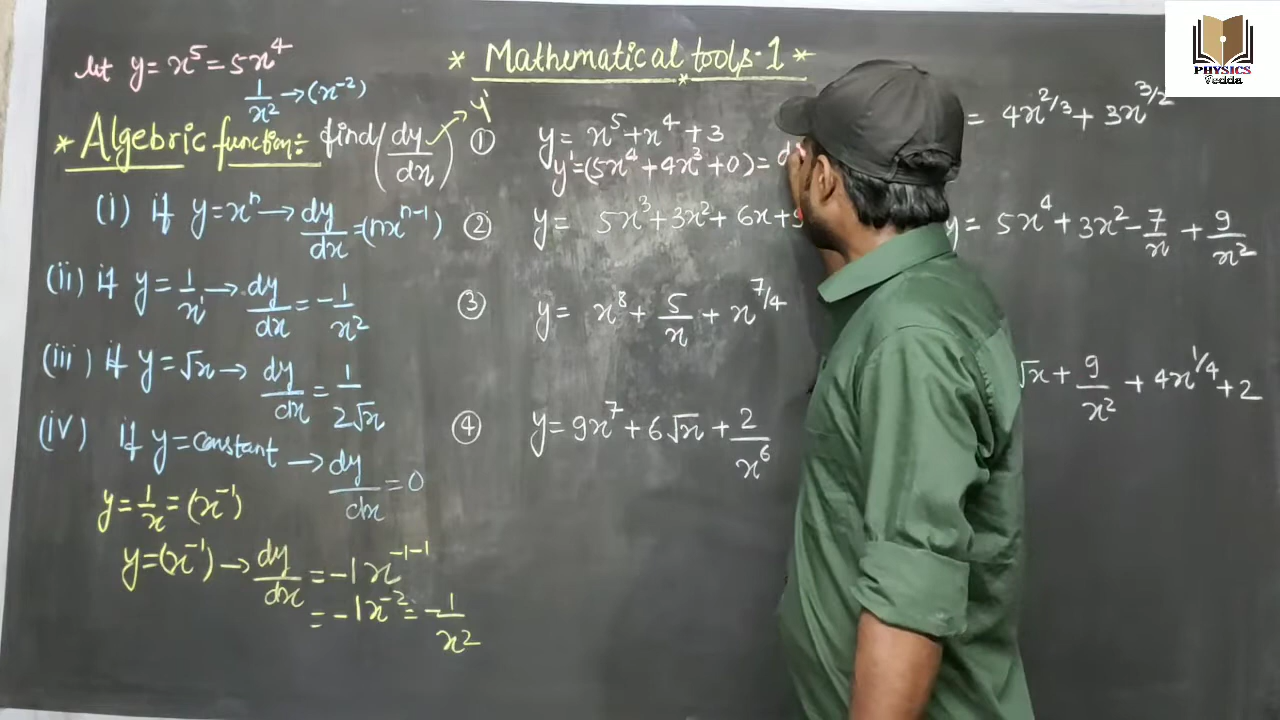 let y = x⁵ = 5x⁴
* Mathematical tools-1 *
1/x² → (x⁻²)
* Algebric function:- find (dy/dx) → y'
(i) if y = xⁿ → dy/dx = (nxⁿ⁻¹)
(ii) if y = 1/x¹ → dy/dx = -1/x²
(iii) if y = √x → dy/dx = 1/2√x
(iv) if y = constant → dy/dx = 0
y = 1/x = (x⁻¹)
y = (x⁻¹) → dy/dx = -1x⁻¹⁻¹
= -1x⁻² = -1/x²
① y = x⁵ + x⁴ + 3
y' = (5x⁴ + 4x³ + 0) =
② y = 5x³ + 3x² + 6x + 9
③ y = x⁸ + 5/x + x^7/4
④ y = 9x⁷ + 6√x + 2/x⁶
= 4x^2/3 + 3x^3/2
y = 5x⁴ + 3x² - 7/x + 9/x²
√x + 9/x² + 4x^1/4 + 2
PHYSICS